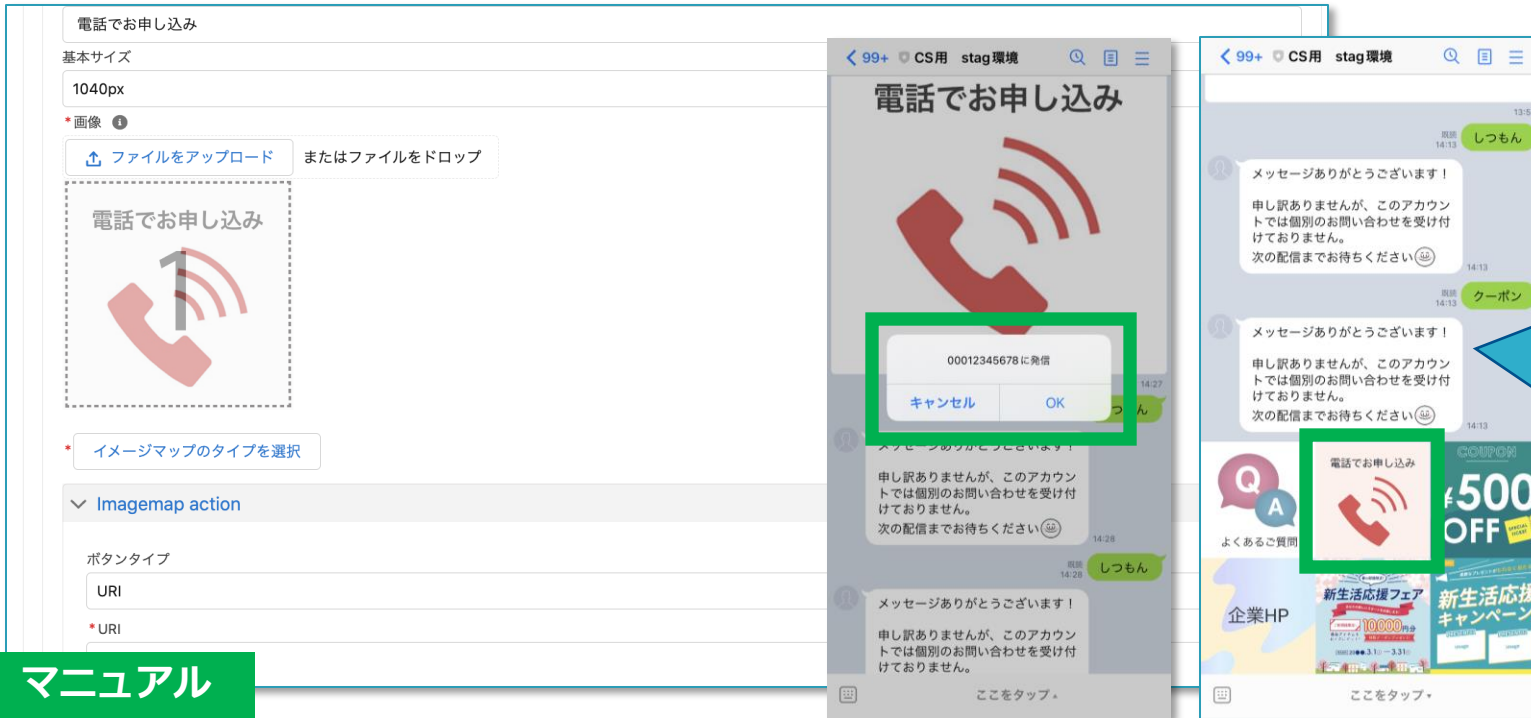 電話でお申し込み
基本サイズ
1040px
*画像
ファイルをアップロード またはファイルをドロップ
電話でお申し込み
1
* イメージマップのタイプを選択
Imagemap action
ボタンタイプ
URI
*URI
マニュアル
99+ CS用 stag環境
電話でお申し込み
00012345678に発信
キャンセル OK
14:27
しつもん
メッセージありがとうございます！
申し訳ありませんが、このアカウン
トでは個別のお問い合わせを受け付
けておりません。
次の配信までお待ちください
14:28
既読
14:28
しつもん
メッセージありがとうございます！
申し訳ありませんが、このアカウン
トでは個別のお問い合わせを受け付
けておりません。
ここをタップ
99+ CS用 stag環境
既読
14:13
しつもん
メッセージありがとうございます！
申し訳ありませんが、このアカウン
トでは個別のお問い合わせを受け付
けておりません。
次の配信までお待ちください
14:13
既読
14:13
クーポン
メッセージありがとうございます！
申し訳ありませんが、このアカウン
トでは個別のお問い合わせを受け付
けておりません。
次の配信までお待ちください
14:13
Q
A
よくあるご質問
電話でお申し込み
COUPON
¥500
OFF
企業HP
新生活応援フェア
10,000円分
新生活応援
キャンペーン
ここをタップ▾